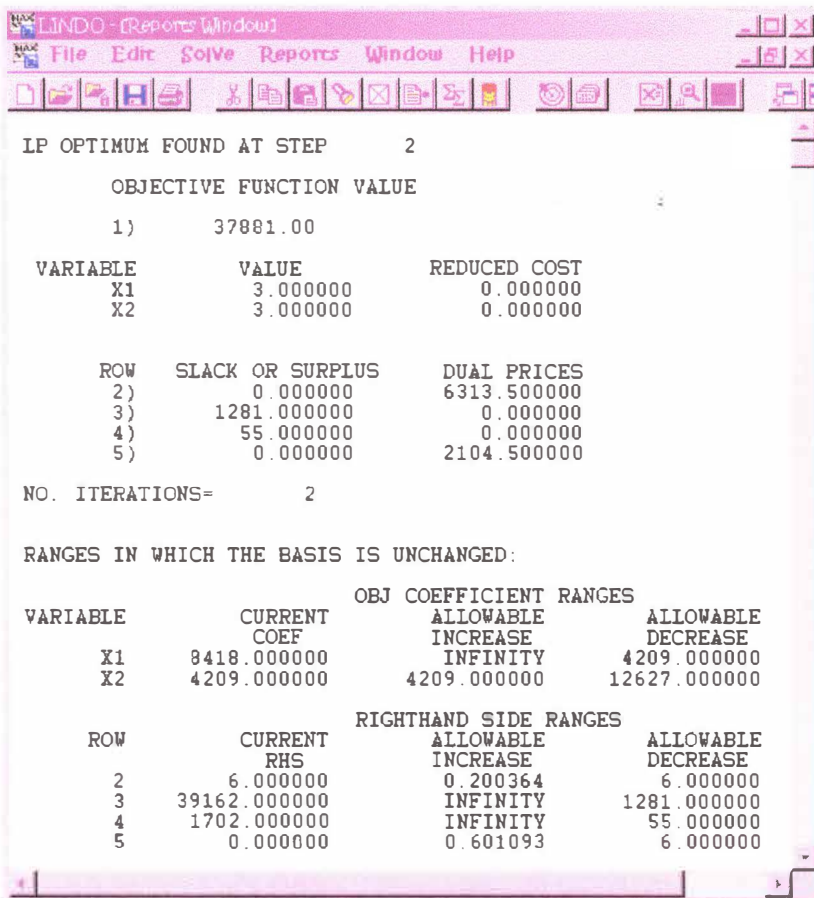 LINDO - [Reports Window]
File Edit Solve Reports Window Help
LP OPTIMUM FOUND AT STEP 2
OBJECTIVE FUNCTION VALUE
1) 37881.00
VARIABLE VALUE REDUCED COST
X1 3.000000 0.000000
X2 3.000000 0.000000
ROW SLACK OR SURPLUS DUAL PRICES
2) 0.000000 6313.500000
3) 1281.000000 0.000000
4) 55.000000 0.000000
5) 0.000000 2104.500000
NO. ITERATIONS= 2
RANGES IN WHICH THE BASIS IS UNCHANGED:
OBJ COEFFICIENT RANGES
VARIABLE CURRENT ALLOWABLE ALLOWABLE
COEF INCREASE DECREASE
X1 8418.000000 INFINITY 4209.000000
X2 4209.000000 4209.000000 12627.000000
RIGHTHAND SIDE RANGES
ROW CURRENT ALLOWABLE ALLOWABLE
RHS INCREASE DECREASE
2 6.000000 0.200364 6.000000
3 39162.000000 INFINITY 1281.000000
4 1702.000000 INFINITY 55.000000
5 0.000000 0.601093 6.000000